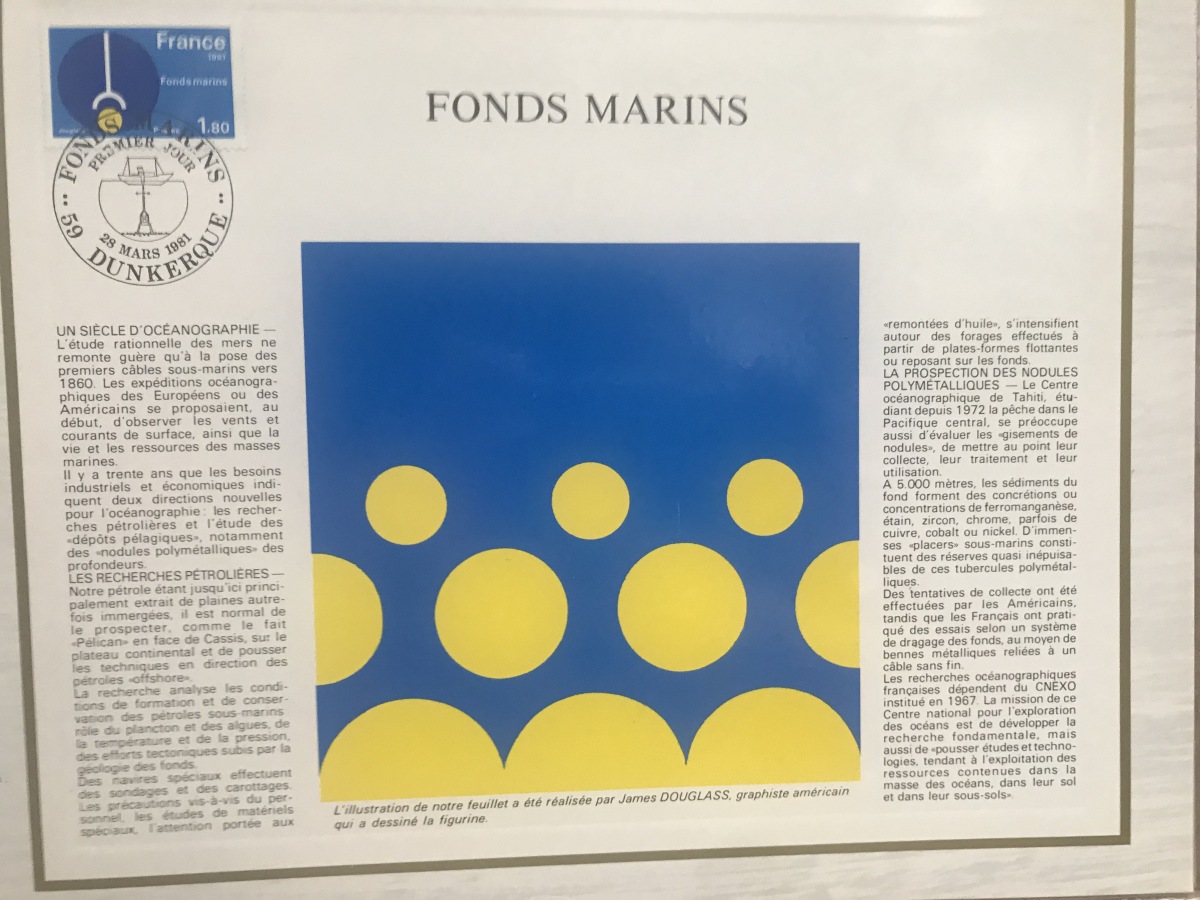 France
1981
Fonds marins
1.80
FONDS MARINS
PREMIER JOUR
28 MARS 1981
59 DUNKERQUE
FONDS MARINS
UN SIÈCLE D'OCÉANOGRAPHIE —
L'étude rationnelle des mers ne
remonte guère qu'à la pose des
premiers câbles sous-marins vers
1860. Les expéditions océanogra-
phiques des Européens ou des
Américains se proposaient, au
début, d'observer les vents et
courants de surface, ainsi que la
vie et les ressources des masses
marines.
Il y a trente ans que les besoins
industriels et économiques indi-
quent deux directions nouvelles
pour l'océanographie: les recher-
ches pétrolières et l'étude des
«dépôts pélagiques», notamment
des «nodules polymétalliques» des
profondeurs.
LES RECHERCHES PÉTROLIÈRES —
Notre pétrole étant jusqu'ici princi-
palement extrait de plaines autre-
fois immergées, il est normal de
le prospecter, comme le fait
«Pélican» en face de Cassis, sur le
plateau continental et de pousser
les techniques en direction des
pétroles «offshore».
La recherche analyse les condi-
tions de formation et de conser-
vation des pétroles sous-marins
rôle du plancton et des algues, de
la température et de la pression,
des efforts tectoniques subis par la
géologie des fonds.
Des navires spéciaux effectuent
des sondages et des carottages.
Les précautions vis-à-vis du per-
sonnel, les études de matériels
spéciaux, l'attention portée aux
L'illustration de notre feuillet a été réalisée par James DOUGLASS, graphiste américain
qui a dessiné la figurine.
«remontées d'huile», s'intensifient
autour des forages effectués à
partir de plates-formes flottantes
ou reposant sur les fonds.
LA PROSPECTION DES NODULES
POLYMÉTALLIQUES — Le Centre
océanographique de Tahiti, étu-
diant depuis 1972 la pêche dans le
Pacifique central, se préoccupe
aussi d'évaluer les «gisements de
nodules», de mettre au point leur
collecte, leur traitement et leur
utilisation.
A 5.000 mètres, les sédiments du
fond forment des concrétions ou
concentrations de ferromanganèse,
étain, zircon, chrome, parfois de
cuivre, cobalt ou nickel. D'immen-
ses «placers» sous-marins consti-
tuent des réserves quasi inépuisa-
bles de ces tubercules polymétal-
liques.
Des tentatives de collecte ont été
effectuées par les Américains,
tandis que les Français ont prati-
qué des essais selon un système
de dragage des fonds, au moyen de
bennes métalliques reliées à un
câble sans fin.
Les recherches océanographiques
françaises dépendent du CNEXO
institué en 1967. La mission de ce
Centre national pour l'exploration
des océans est de développer la
recherche fondamentale, mais
aussi de «pousser études et techno-
logies, tendant à l'exploitation des
ressources contenues dans la
masse des océans, dans leur sol
et dans leur sous-sols».